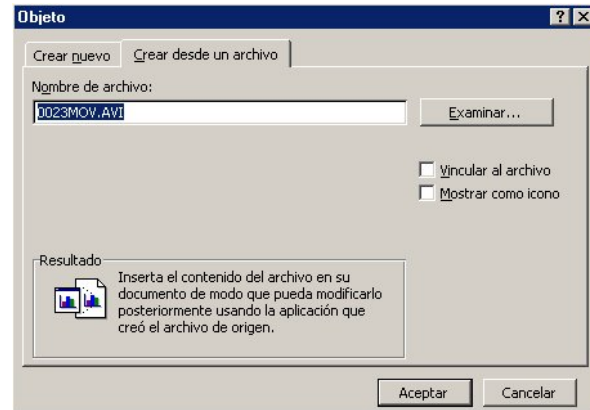 Objeto
Crear nuevo
Crear desde un archivo
Nombre de archivo:
0023MOV.AVI
Examinar...
Vincular al archivo
Mostrar como icono
Resultado
Inserta el contenido del archivo en su
documento de modo que pueda modificarlo
posteriormente usando la aplicación que
creó el archivo de origen.
Aceptar
Cancelar